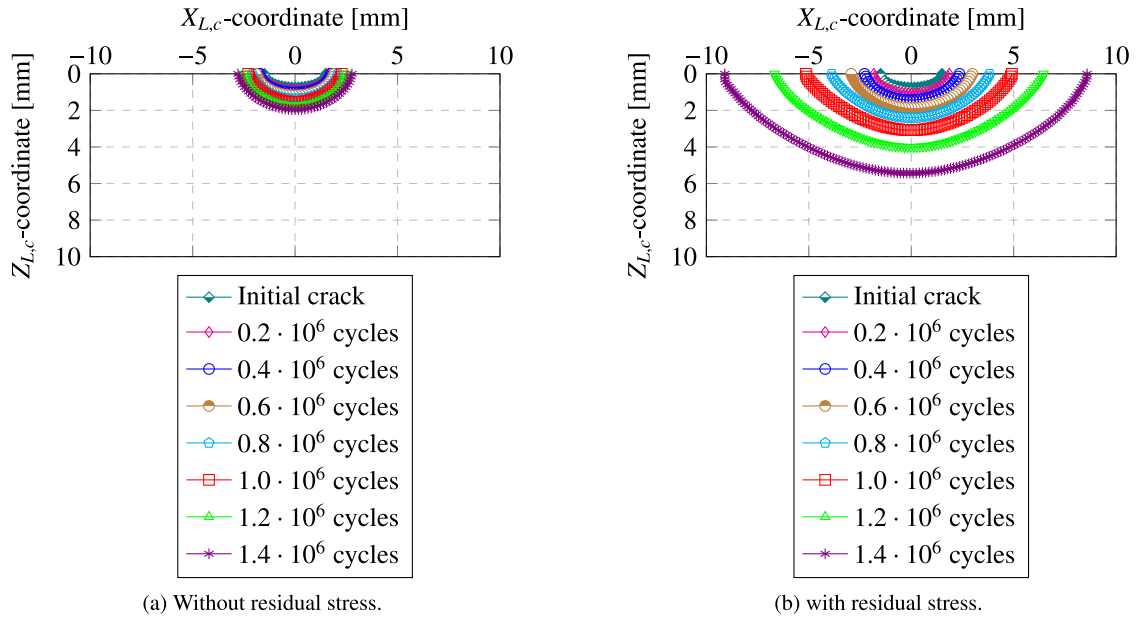 X_{L,c}-coordinate [mm]
−10 −5 0 5 10
0
2
4
6
8
10
Z_{L,c}-coordinate [mm]
Initial crack
0.2 · 10^6 cycles
0.4 · 10^6 cycles
0.6 · 10^6 cycles
0.8 · 10^6 cycles
1.0 · 10^6 cycles
1.2 · 10^6 cycles
1.4 · 10^6 cycles
(a) Without residual stress.
X_{L,c}-coordinate [mm]
−10 −5 0 5 10
0
2
4
6
8
10
Z_{L,c}-coordinate [mm]
Initial crack
0.2 · 10^6 cycles
0.4 · 10^6 cycles
0.6 · 10^6 cycles
0.8 · 10^6 cycles
1.0 · 10^6 cycles
1.2 · 10^6 cycles
1.4 · 10^6 cycles
(b) with residual stress.